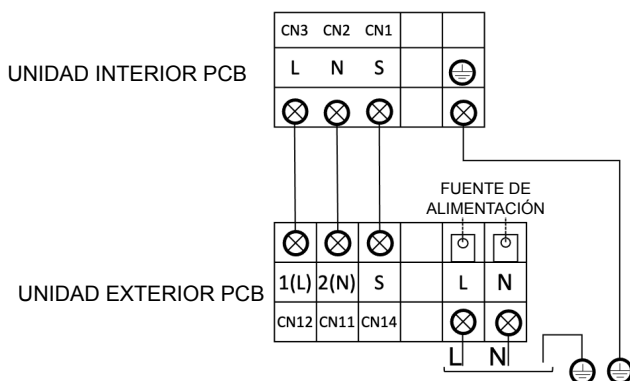 CN3 CN2 CN1
UNIDAD INTERIOR PCB
L N S
FUENTE DE
ALIMENTACIÓN
1(L) 2(N) S L N
UNIDAD EXTERIOR PCB
CN12 CN11 CN14
L N